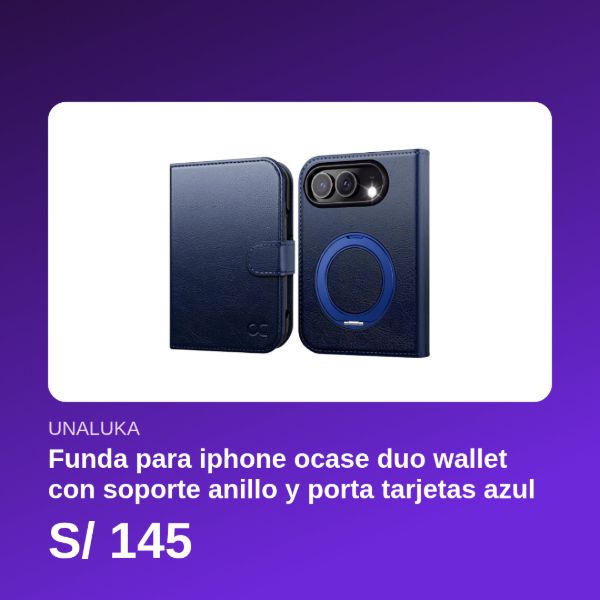 UNALUKA
Funda para iphone ocase duo wallet
con soporte anillo y porta tarjetas azul
S/ 145